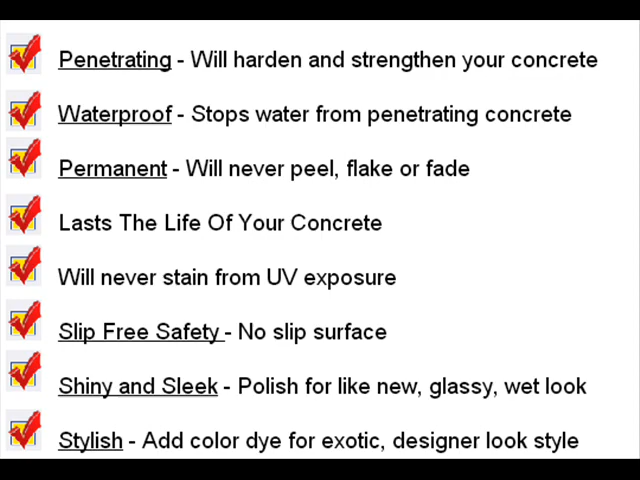 Penetrating - Will harden and strengthen your concrete
Waterproof - Stops water from penetrating concrete
Permanent - Will never peel, flake or fade
Lasts The Life Of Your Concrete
Will never stain from UV exposure
Slip Free Safety - No slip surface
Shiny and Sleek - Polish for like new, glassy, wet look
Stylish - Add color dye for exotic, designer look style